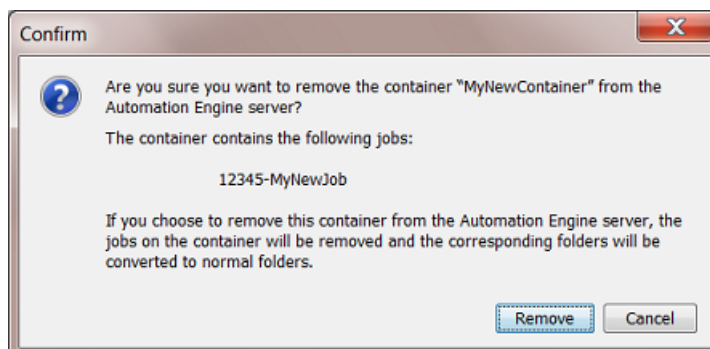 Confirm
Are you sure you want to remove the container “MyNewContainer” from the
Automation Engine server?
The container contains the following jobs:
12345-MyNewJob
If you choose to remove this container from the Automation Engine server, the
jobs on the container will be removed and the corresponding folders will be
converted to normal folders.
Remove Cancel